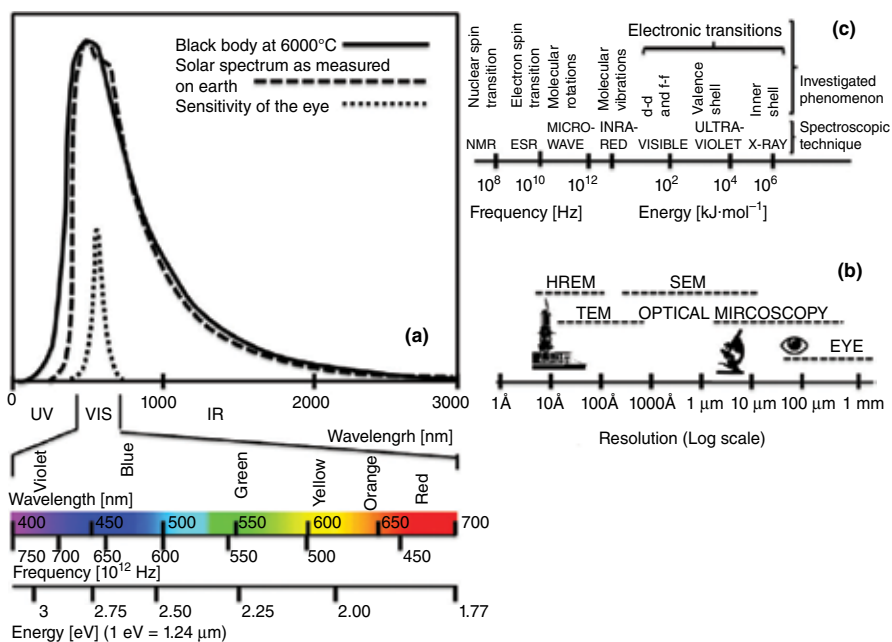 Black body at 6000°C
Solar spectrum as measured
on earth
Sensitivity of the eye
(a)
0 1000 2000 3000
UV VIS IR
Wavelengrh [nm]
Violet Blue Green Yellow Orange Red
Wavelength [nm]
400 450 500 550 600 650 700
750 700 650 600 550 500 450
Frequency [10¹² Hz]
3 2.75 2.50 2.25 2.00 1.77
Energy [eV] (1 eV = 1.24 μm)
(c)
Electronic transitions
Nuclear spin
transition
Electron spin
transition
Molecular
rotations
Molecular
vibrations
d-d
and f-f
Valence
shell
Inner
shell
Investigated
phenomenon
NMR ESR MICRO-
WAVE INRA-
RED VISIBLE ULTRA-
VIOLET X-RAY
Spectroscopic
technique
10⁸ 10¹⁰ 10¹² 10² 10⁴ 10⁶
Frequency [Hz] Energy [kJ·mol⁻¹]
(b)
HREM SEM
TEM OPTICAL MIRCOSCOPY
EYE
1Å 10Å 100Å 1000Å 1 μm 10 μm 100 μm 1 mm
Resolution (Log scale)